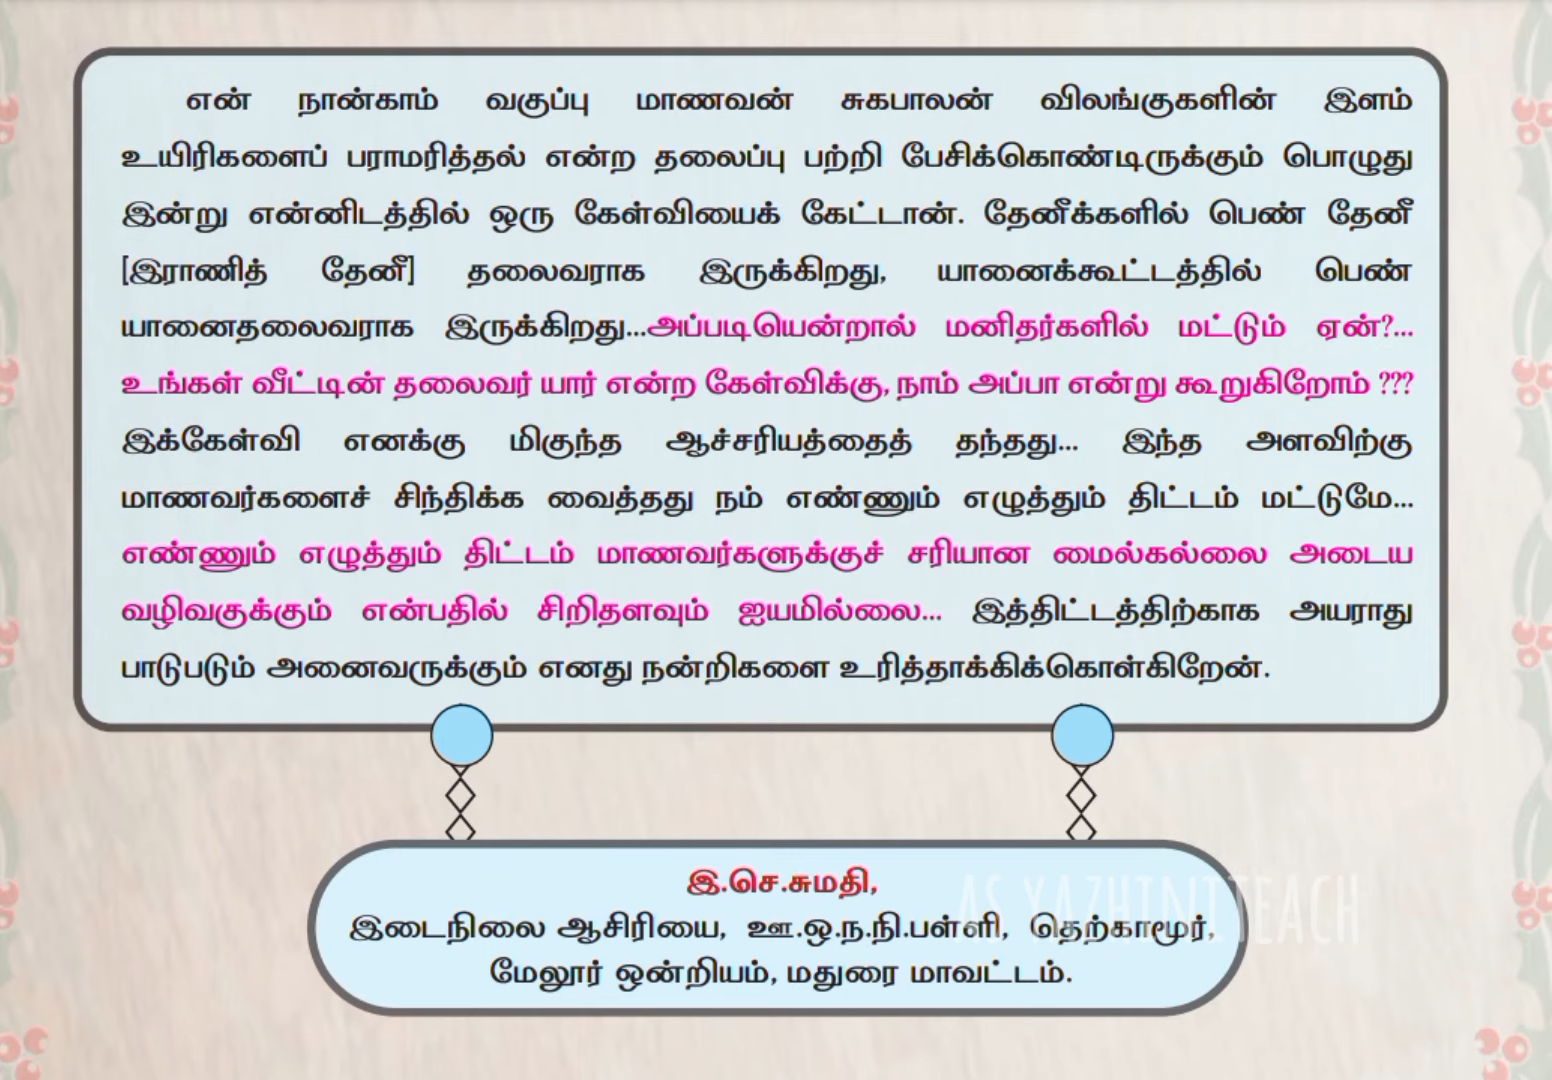 என் நான்காம் வகுப்பு மாணவன் சுகபாலன் விலங்குகளின் இளம்
உயிரிகளைப் பராமரித்தல் என்ற தலைப்பு பற்றி பேசிக்கொண்டிருக்கும் பொழுது
இன்று என்னிடத்தில் ஒரு கேள்வியைக் கேட்டான். தேனீக்களில் பெண் தேனீ
[இராணித் தேனீ] தலைவராக இருக்கிறது, யானைக்கூட்டத்தில் பெண்
யானைதலைவராக இருக்கிறது...அப்படியென்றால் மனிதர்களில் மட்டும் ஏன்?...
உங்கள் வீட்டின் தலைவர் யார் என்ற கேள்விக்கு, நாம் அப்பா என்று கூறுகிறோம் ???
இக்கேள்வி எனக்கு மிகுந்த ஆச்சரியத்தைத் தந்தது... இந்த அளவிற்கு
மாணவர்களைச் சிந்திக்க வைத்தது நம் எண்ணும் எழுத்தும் திட்டம் மட்டுமே...
எண்ணும் எழுத்தும் திட்டம் மாணவர்களுக்குச் சரியான மைல்கல்லை அடைய
வழிவகுக்கும் என்பதில் சிறிதளவும் ஐயமில்லை... இத்திட்டத்திற்காக அயராது
பாடுபடும் அனைவருக்கும் எனது நன்றிகளை உரித்தாக்கிக்கொள்கிறேன்.
இ.செ.சுமதி,
இடைநிலை ஆசிரியை, ஊ.ஒ.ந.நி.பள்ளி, தெற்காமூர்,
மேலூர் ஒன்றியம், மதுரை மாவட்டம்.
AS YAZHINI TEACH